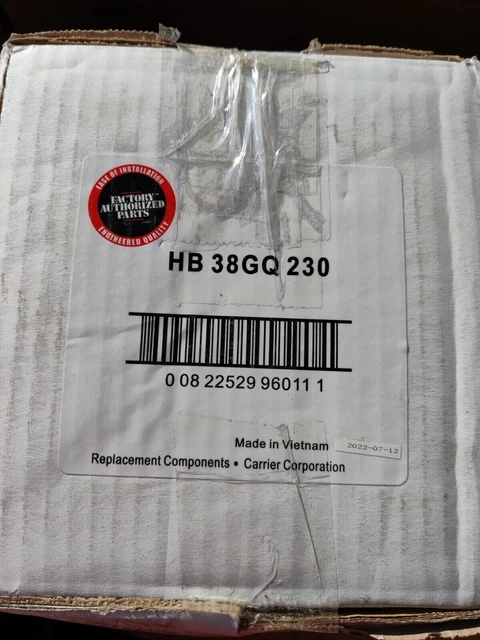 EASE OF INSTALLATION
FACTORY
AUTHORIZED
PARTS
ENGINEERED QUALITY
HB 38GQ 230
0 08 22529 96011 1
Made in Vietnam
2022-07-12
Replacement Components • Carrier Corporation